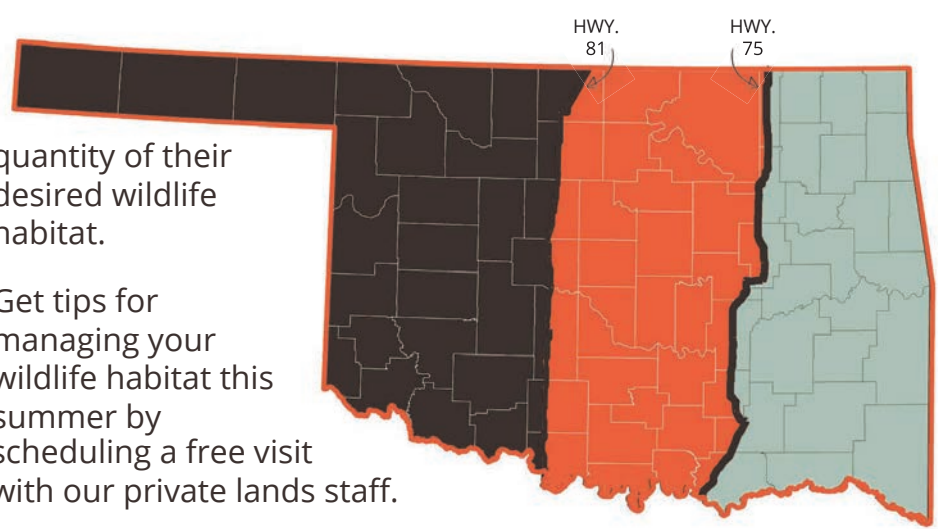 HWY.
81
HWY.
75
quantity of their
desired wildlife
habitat.
Get tips for
managing your
wildlife habitat this
summer by
scheduling a free visit
with our private lands staff.